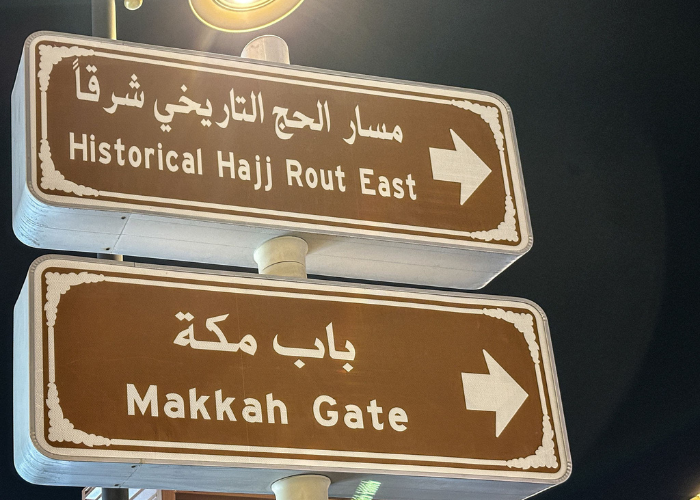 مسار الحج التاريخي شرقاً
Historical Hajj Rout East
باب مكة
Makkah Gate